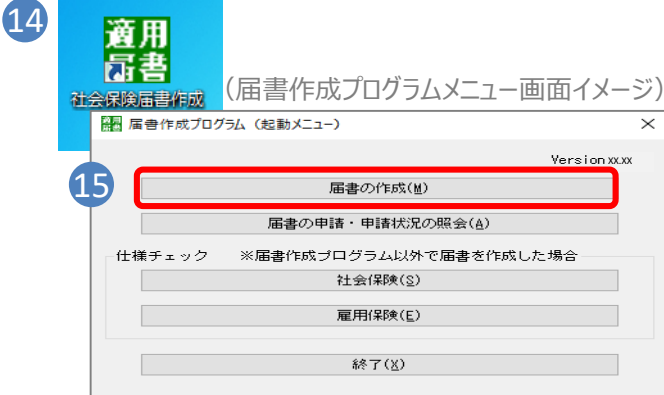 14
適用
届書
社会保険届書作成
(届書作成プログラムメニュー画面イメージ)
適用 届書 届書作成プログラム (起動メニュー) ×
Version xx.xx
15
届書の作成(M)
届書の申請・申請状況の照会(A)
仕様チェック ※届書作成プログラム以外で届書を作成した場合
社会保険(S)
雇用保険(E)
終了(X)